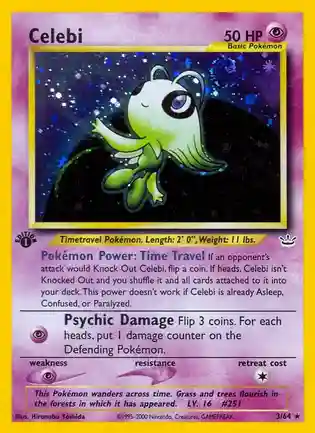 Celebi
50 HP
Basic Pokémon
EDITION
1
Timetravel Pokémon, Length: 2' 0", Weight: 11 lbs.
Pokémon Power: Time Travel If an opponent's
attack would Knock Out Celebi, flip a coin. If heads, Celebi isn't
Knocked Out and you shuffle it and all cards attached to it into
your deck. This power doesn't work if Celebi is already Asleep,
Confused, or Paralyzed.
Psychic Damage Flip 3 coins. For each
heads, put 1 damage counter on the
Defending Pokémon.
weakness
resistance
retreat cost
This Pokémon wanders across time. Grass and trees flourish in
the forests in which it has appeared. LV. 16 #251
Illus. Hironobu Yoshida
©1995-2000 Nintendo, Creatures, GAMEFREAK.
3/64 ★